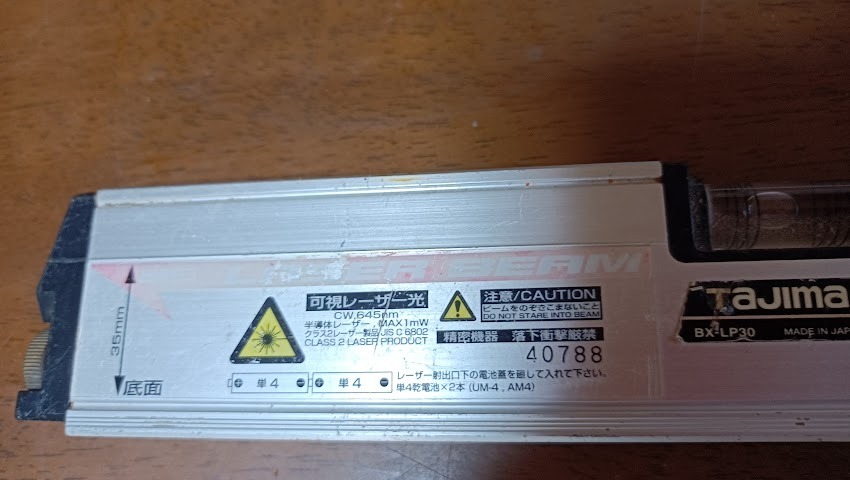 LASER BEAM
35mm
底面
可視レーザー光
CW,645nm
半導体レーザー,MAX1mW
クラス2レーザー製品 JIS C 6802
CLASS 2 LASER PRODUCT
注意/CAUTION
ビームをのぞきこまないこと
DO NOT STARE INTO BEAM
精密機器 落下衝撃厳禁
40788
単4 単4
レーザー射出口下の電池蓋を回して入れて下さい。
単4乾電池×2本 (UM-4 , AM4)
TaJIMa
BX-LP30
MADE IN JAP